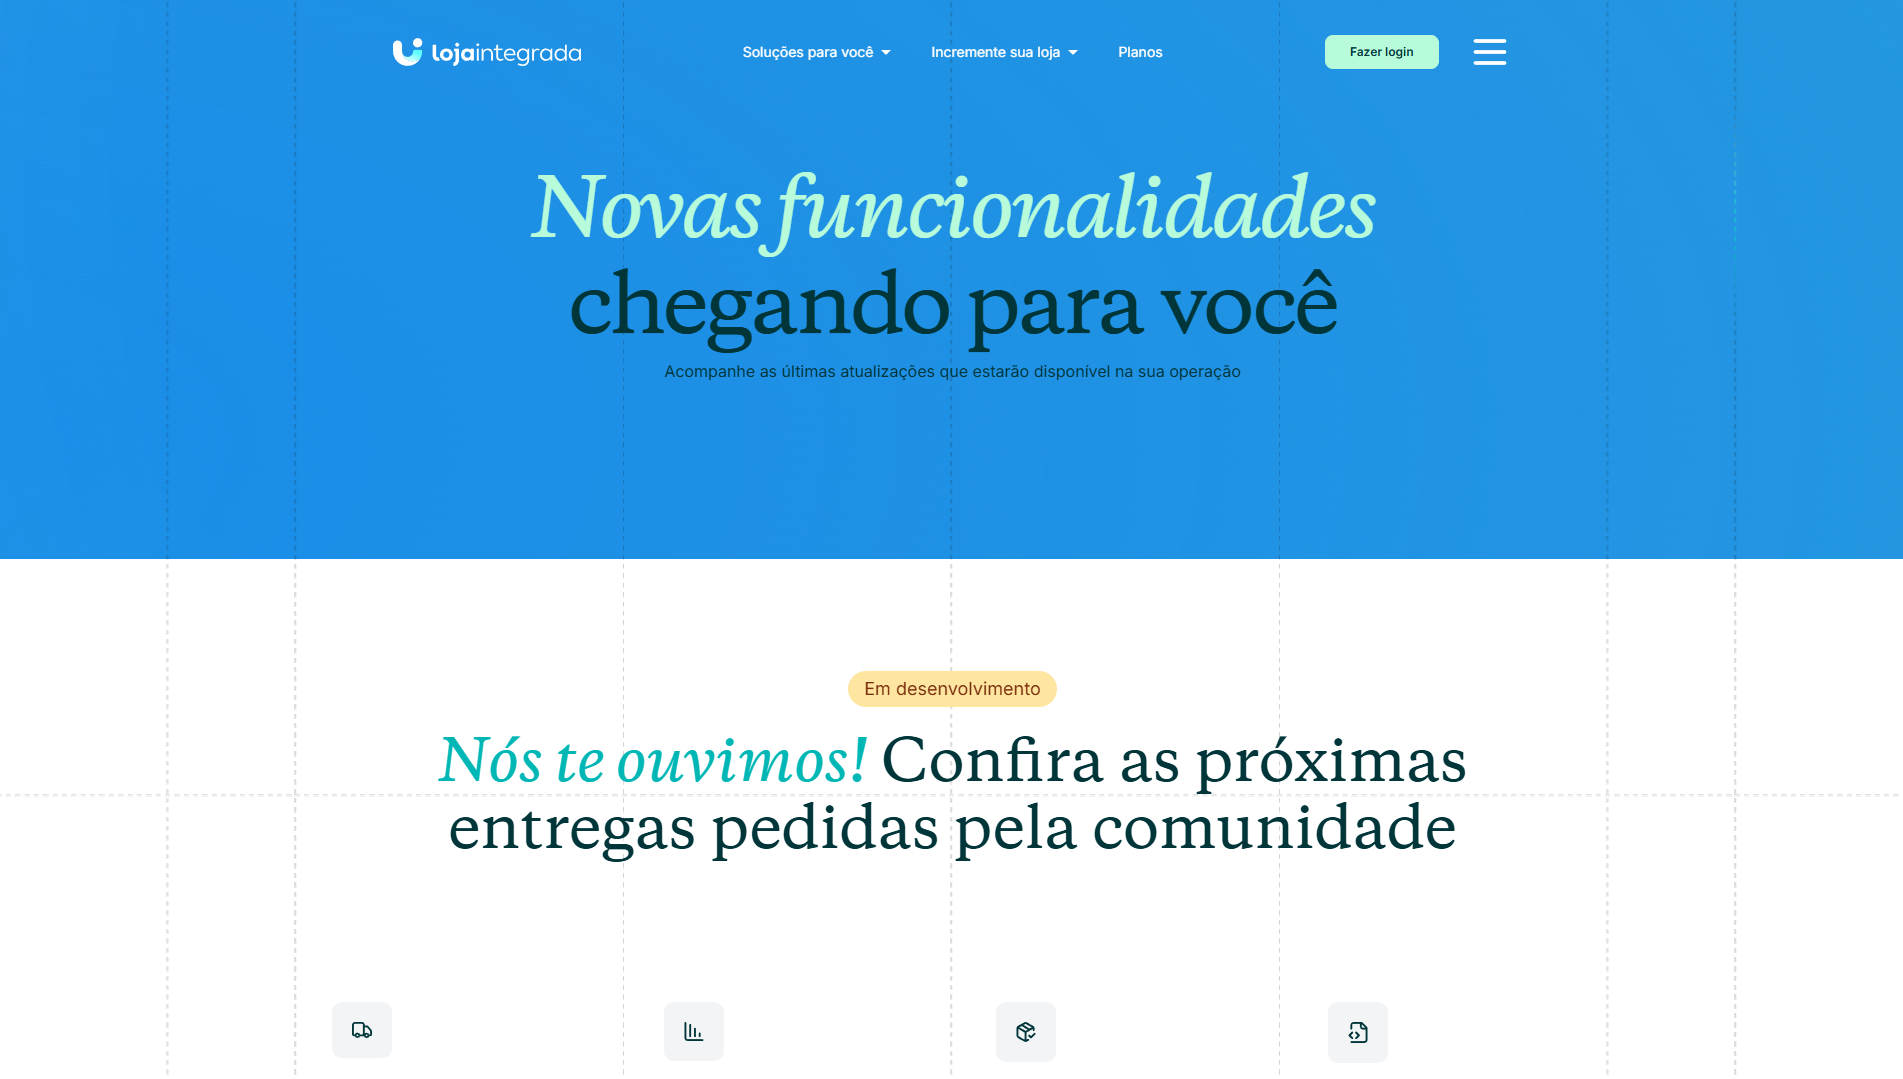 lojaintegrada
Soluções para você
Incremente sua loja
Planos
Fazer login
Novas funcionalidades
chegando para você
Acompanhe as últimas atualizações que estarão disponível na sua operação
Em desenvolvimento
Nós te ouvimos! Confira as próximas
entregas pedidas pela comunidade